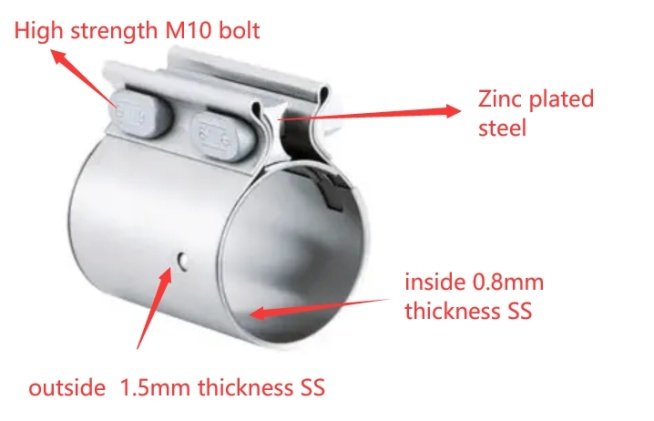 High strength M10 bolt
Zinc plated
steel
inside 0.8mm
thickness SS
outside 1.5mm thickness SS